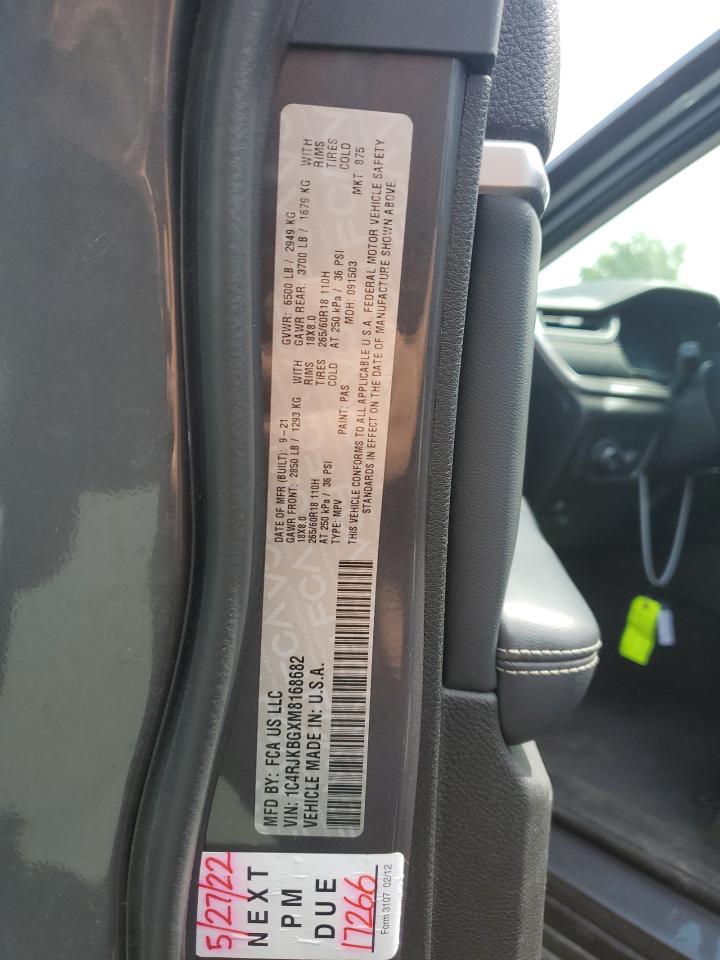 MFD BY: FCA US LLC
VIN: 1C4RJKBGXM8168682
VEHICLE MADE IN: U.S.A.
DATE OF MFR (BUILT): 9-21
GAWR FRONT: 2850 LB / 1293 KG WITH
18X8.0 RIMS
265/60R18 110H TIRES
AT 250 kPa / 36 PSI COLD
TYPE: MPV
GVWR: 6500 LB / 2949 KG
GAWR REAR: 3700 LB / 1679 KG WITH
18X8.0 RIMS
265/60R18 110H TIRES
AT 250 kPa / 36 PSI COLD
PAINT: PAS MDH: 091503 MKT: 875
THIS VEHICLE CONFORMS TO ALL APPLICABLE U.S.A. FEDERAL MOTOR VEHICLE SAFETY
STANDARDS IN EFFECT ON THE DATE OF MANUFACTURE SHOWN ABOVE
5/27/22
NEXT
PM
DUE
17266
Form 3107 02/12